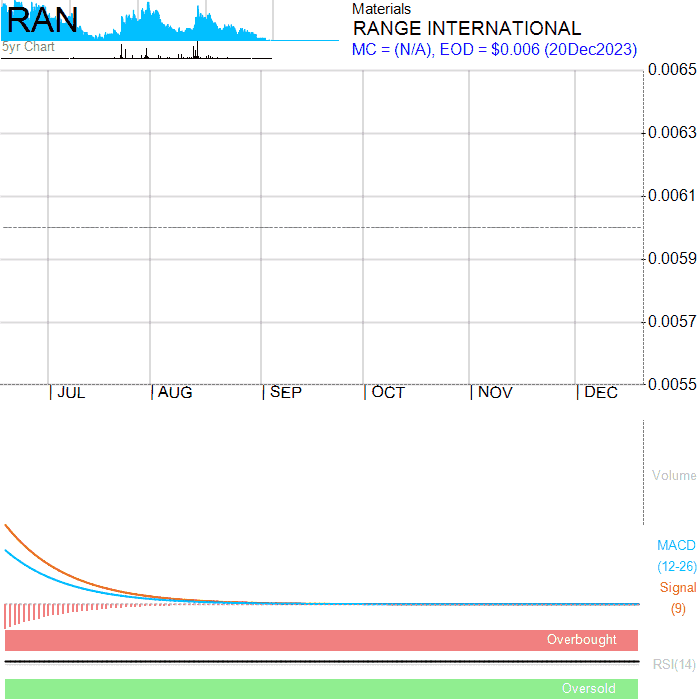 RAN
5yr Chart
Materials
RANGE INTERNATIONAL
MC = (N/A), EOD = $0.006 (20Dec2023)
0.0065
0.0063
0.0061
0.0059
0.0057
0.0055
JUL
AUG
SEP
OCT
NOV
DEC
Volume
MACD
(12-26)
Signal
(9)
Overbought
RSI(14)
Oversold